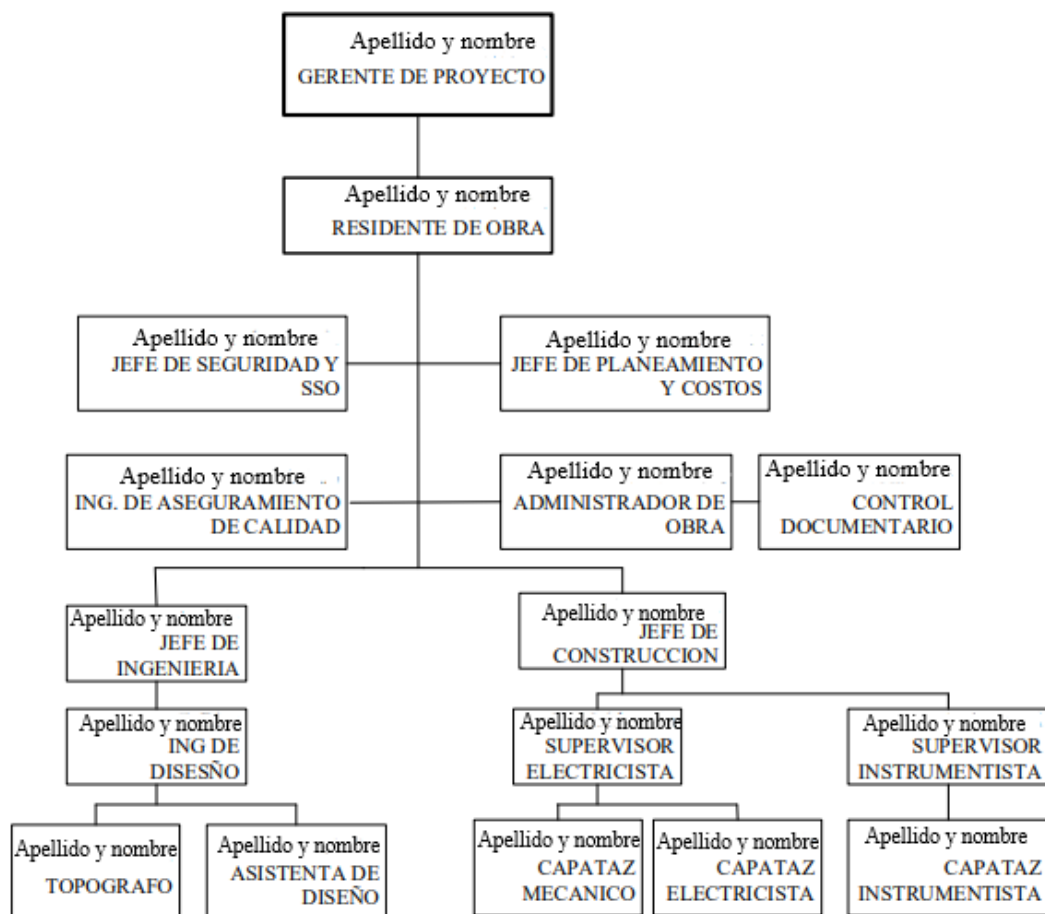 Apellido y nombre
GERENTE DE PROYECTO
Apellido y nombre
RESIDENTE DE OBRA
Apellido y nombre
JEFE DE SEGURIDAD Y
SSO
Apellido y nombre
JEFE DE PLANEAMIENTO
Y COSTOS
Apellido y nombre
ING. DE ASEGURAMIENTO
DE CALIDAD
Apellido y nombre
ADMINISTRADOR DE
OBRA
Apellido y nombre
CONTROL
DOCUMENTARIO
Apellido y nombre
JEFE DE
INGENIERIA
Apellido y nombre
JEFE DE
CONSTRUCCION
Apellido y nombre
ING DE
DISESÑO
Apellido y nombre
SUPERVISOR
ELECTRICISTA
Apellido y nombre
SUPERVISOR
INSTRUMENTISTA
Apellido y nombre
TOPOGRAFO
Apellido y nombre
ASISTENTA DE
DISEÑO
Apellido y nombre
CAPATAZ
MECANICO
Apellido y nombre
CAPATAZ
ELECTRICISTA
Apellido y nombre
CAPATAZ
INSTRUMENTISTA